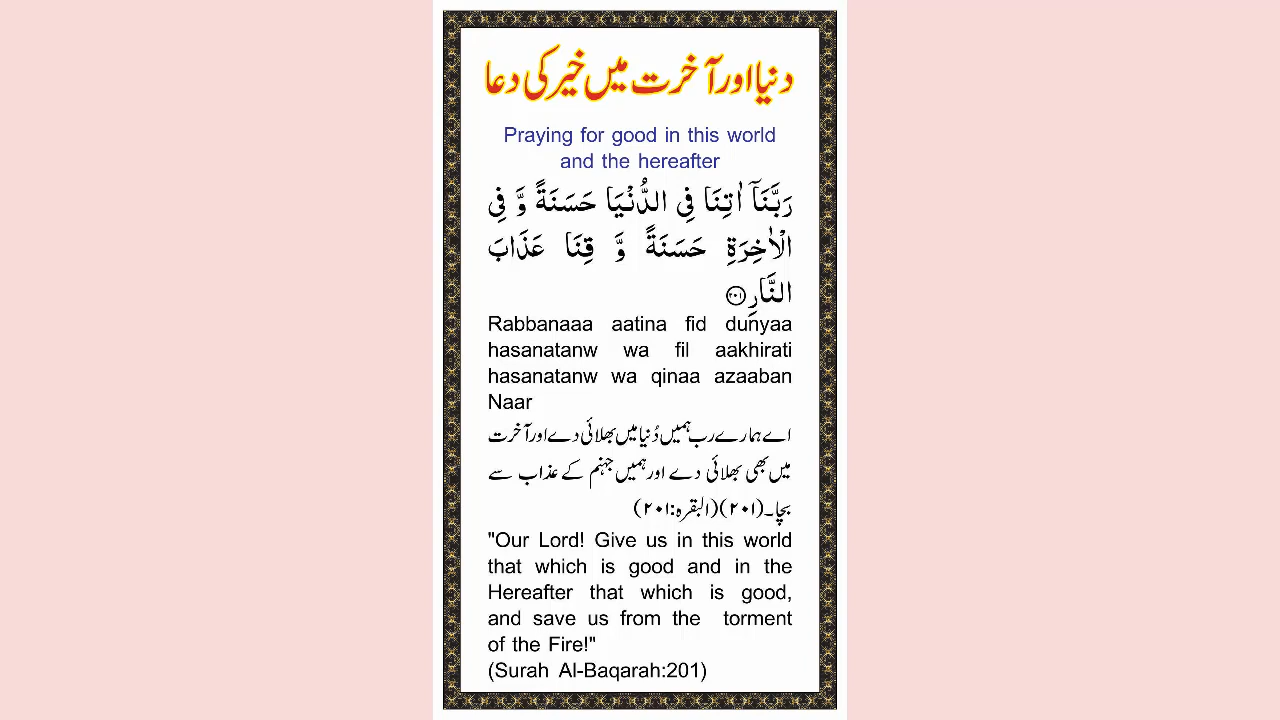 دنیا اور آخرت میں خیر کی دعا
Praying for good in this world
and the hereafter
رَبَّنَاۤ اٰتِنَا فِی الدُّنْیَا حَسَنَةً وَّ فِی
الْاٰخِرَةِ حَسَنَةً وَّ قِنَا عَذَابَ
النَّارِ۝۲۰۱
Rabbanaaa aatina fid dunyaa
hasanatanw wa fil aakhirati
hasanatanw wa qinaa azaaban
Naar
اے ہمارے رب ہمیں دُنیا میں بھلائی دے اور آخرت
میں بھی بھلائی دے اور ہمیں جہنم کے عذاب سے
بچا۔(۲۰۱)(البقرہ:۲۰۱)
"Our Lord! Give us in this world
that which is good and in the
Hereafter that which is good,
and save us from the torment
of the Fire!"
(Surah Al-Baqarah:201)